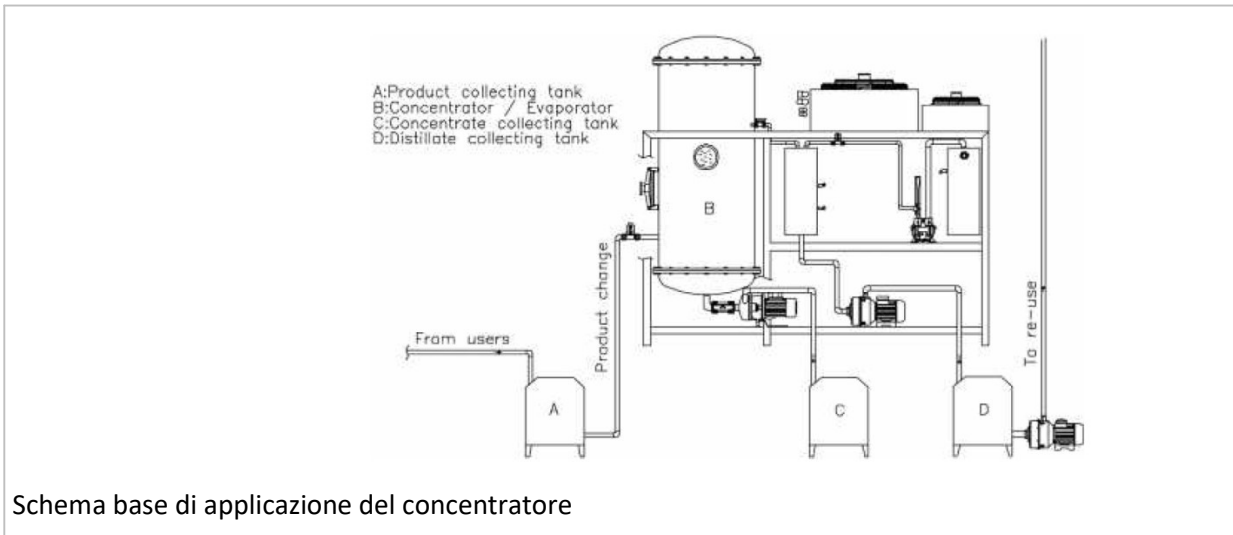 A:Product collecting tank
B:Concentrator / Evaporator
C:Concentrate collecting tank
D:Distillate collecting tank
B
Product change
From users
To re-use
A
C
D
Schema base di applicazione del concentratore